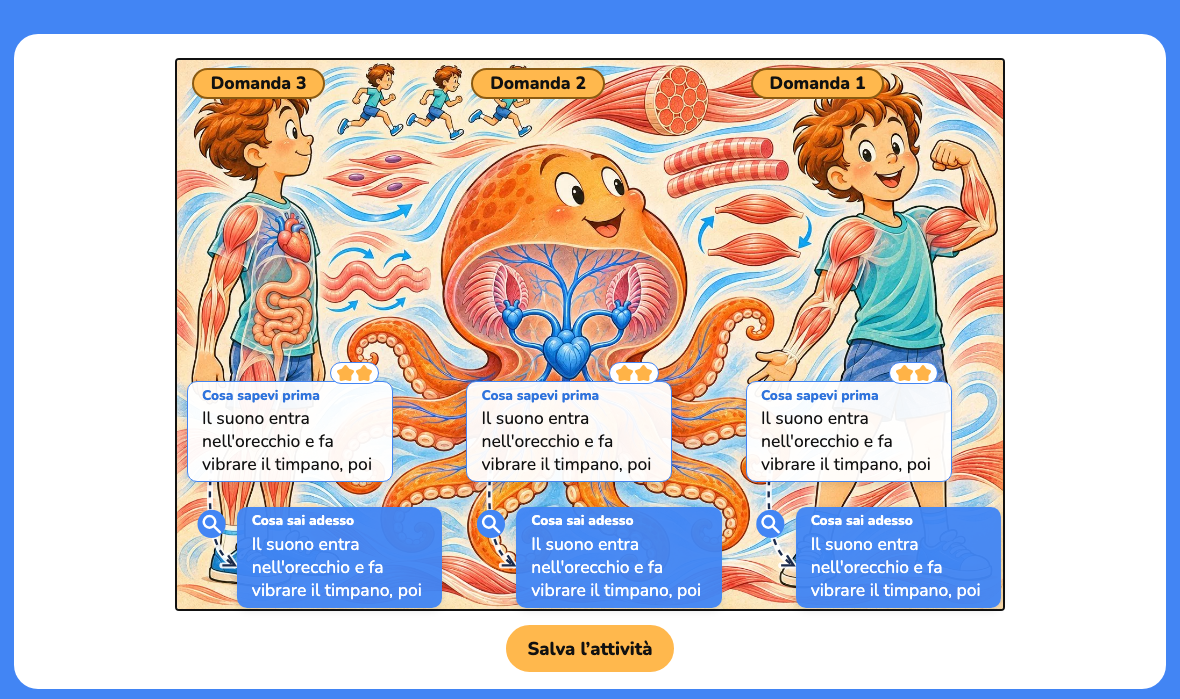 Domanda 3
Domanda 2
Domanda 1
Cosa sapevi prima
Il suono entra
nell'orecchio e fa
vibrare il timpano, poi
Cosa sapevi prima
Il suono entra
nell'orecchio e fa
vibrare il timpano, poi
Cosa sapevi prima
Il suono entra
nell'orecchio e fa
vibrare il timpano, poi
Cosa sai adesso
Il suono entra
nell'orecchio e fa
vibrare il timpano, poi
Cosa sai adesso
Il suono entra
nell'orecchio e fa
vibrare il timpano, poi
Cosa sai adesso
Il suono entra
nell'orecchio e fa
vibrare il timpano, poi
Salva l’attività